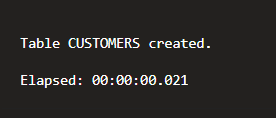 Table CUSTOMERS created.
Elapsed: 00:00:00.021